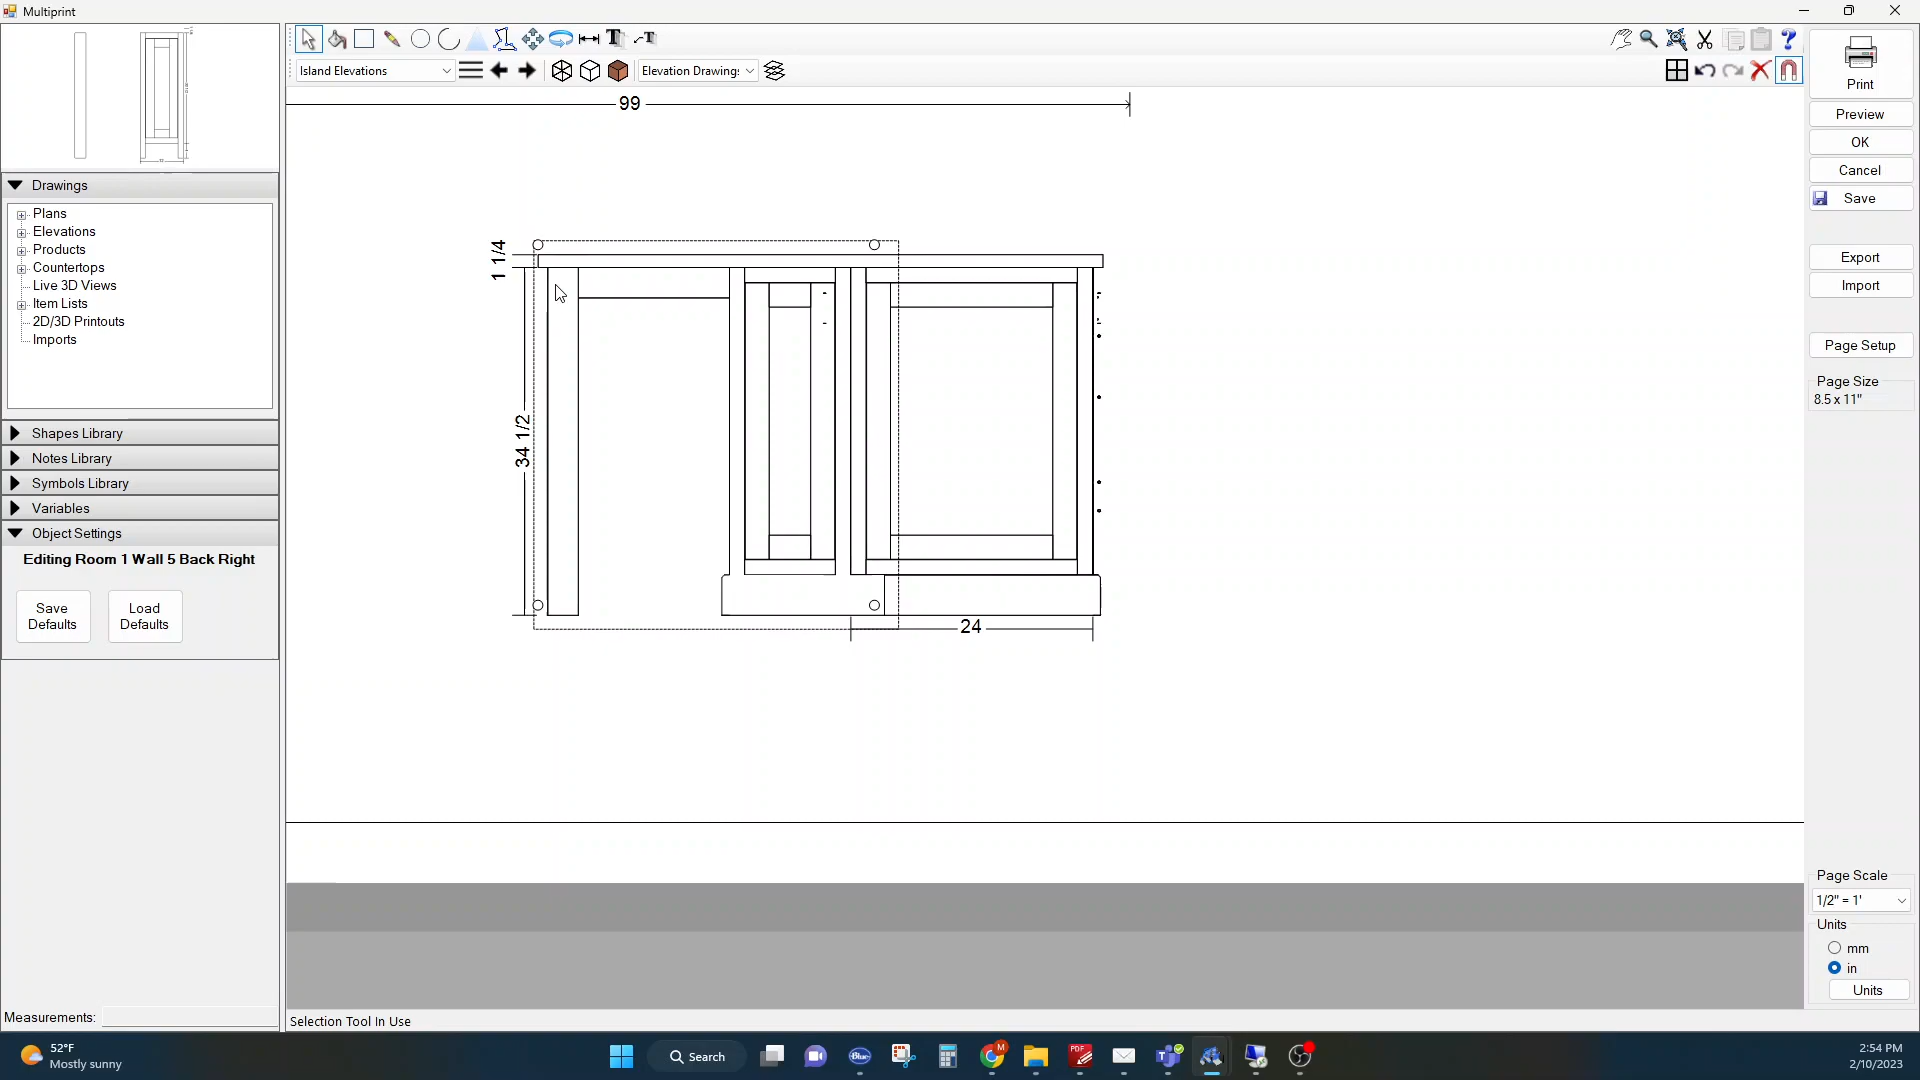 Multiprint
Island Elevations
Elevation Drawing:
Print
Preview
OK
Cancel
Save
Export
Import
Page Setup
Page Size
8.5 x 11"
Drawings
Plans
Elevations
Products
Countertops
Live 3D Views
Item Lists
2D/3D Printouts
Imports
Shapes Library
Notes Library
Symbols Library
Variables
Object Settings
Editing Room 1 Wall 5 Back Right
Save Defaults
Load Defaults
99
1 1/4
34 1/2
24
Page Scale
1/2" = 1'
Units
mm
in
Units
Measurements:
Selection Tool In Use
52°F
Mostly sunny
Search
Blue
PDF
M
2:54 PM
2/10/2023